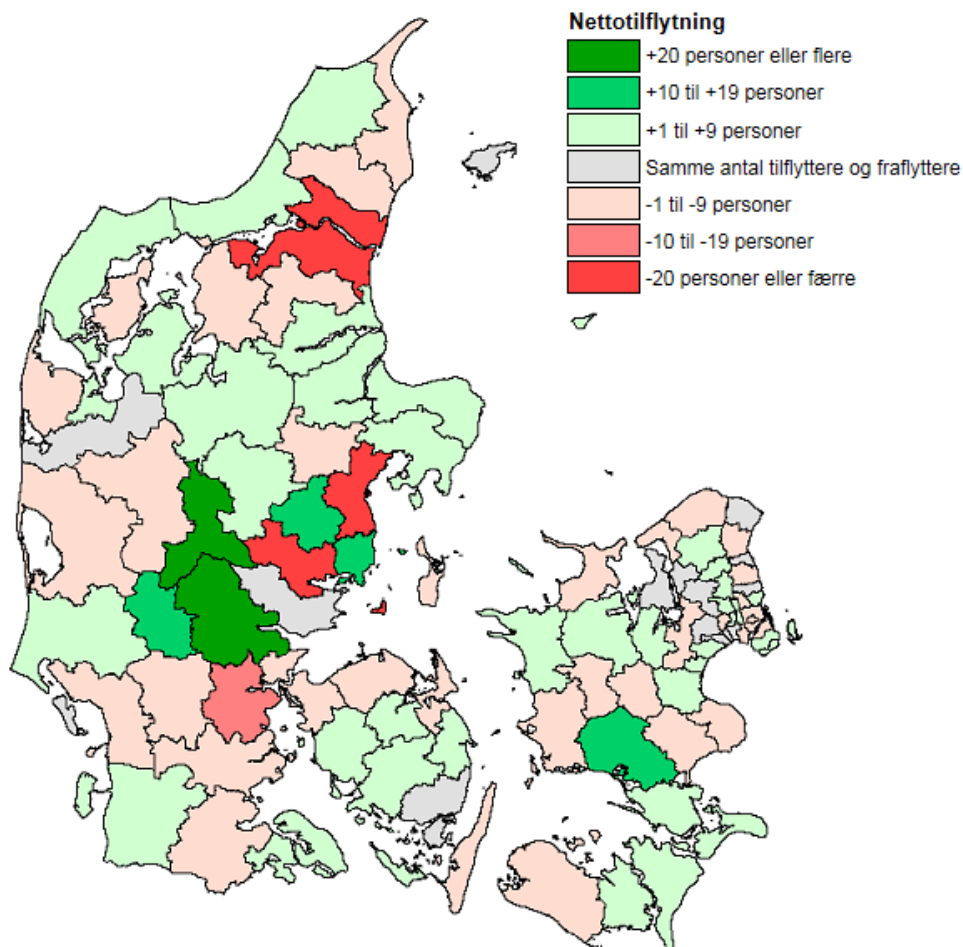 Nettotilflytning
+20 personer eller flere
+10 til +19 personer
+1 til +9 personer
Samme antal tilflyttere og fraflyttere
-1 til -9 personer
-10 til -19 personer
-20 personer eller færre